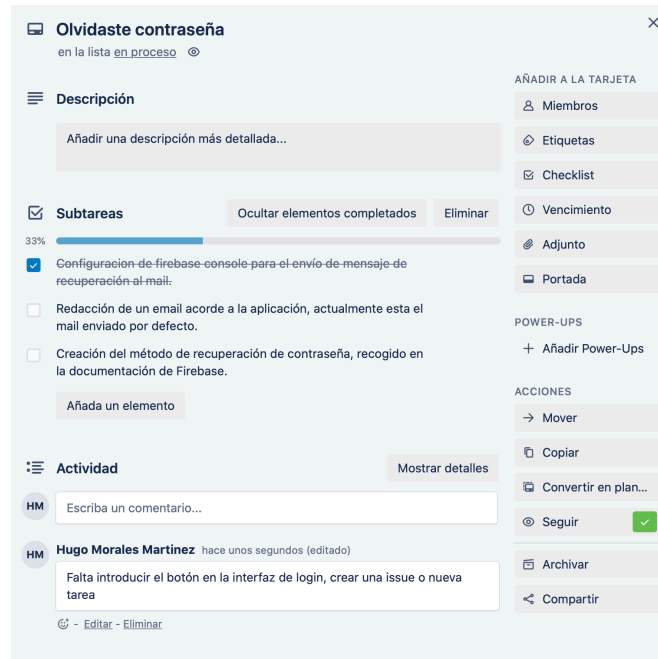 Olvidaste contraseña
en la lista en proceso
Descripción
Añadir una descripción más detallada...
Subtareas
Ocultar elementos completados
Eliminar
33%
Configuracion de firebase console para el envío de mensaje de
recuperación al mail.
Redacción de un email acorde a la aplicación, actualmente esta el
mail enviado por defecto.
Creación del método de recuperación de contraseña, recogido en
la documentación de Firebase.
Añada un elemento
Actividad
Mostrar detalles
HM
Escriba un comentario...
HM
Hugo Morales Martinez hace unos segundos (editado)
Falta introducir el botón en la interfaz de login, crear una issue o nueva
tarea
- Editar - Eliminar
AÑADIR A LA TARJETA
Miembros
Etiquetas
Checklist
Vencimiento
Adjunto
Portada
POWER-UPS
Añadir Power-Ups
ACCIONES
Mover
Copiar
Convertir en plan...
Seguir
Archivar
Compartir